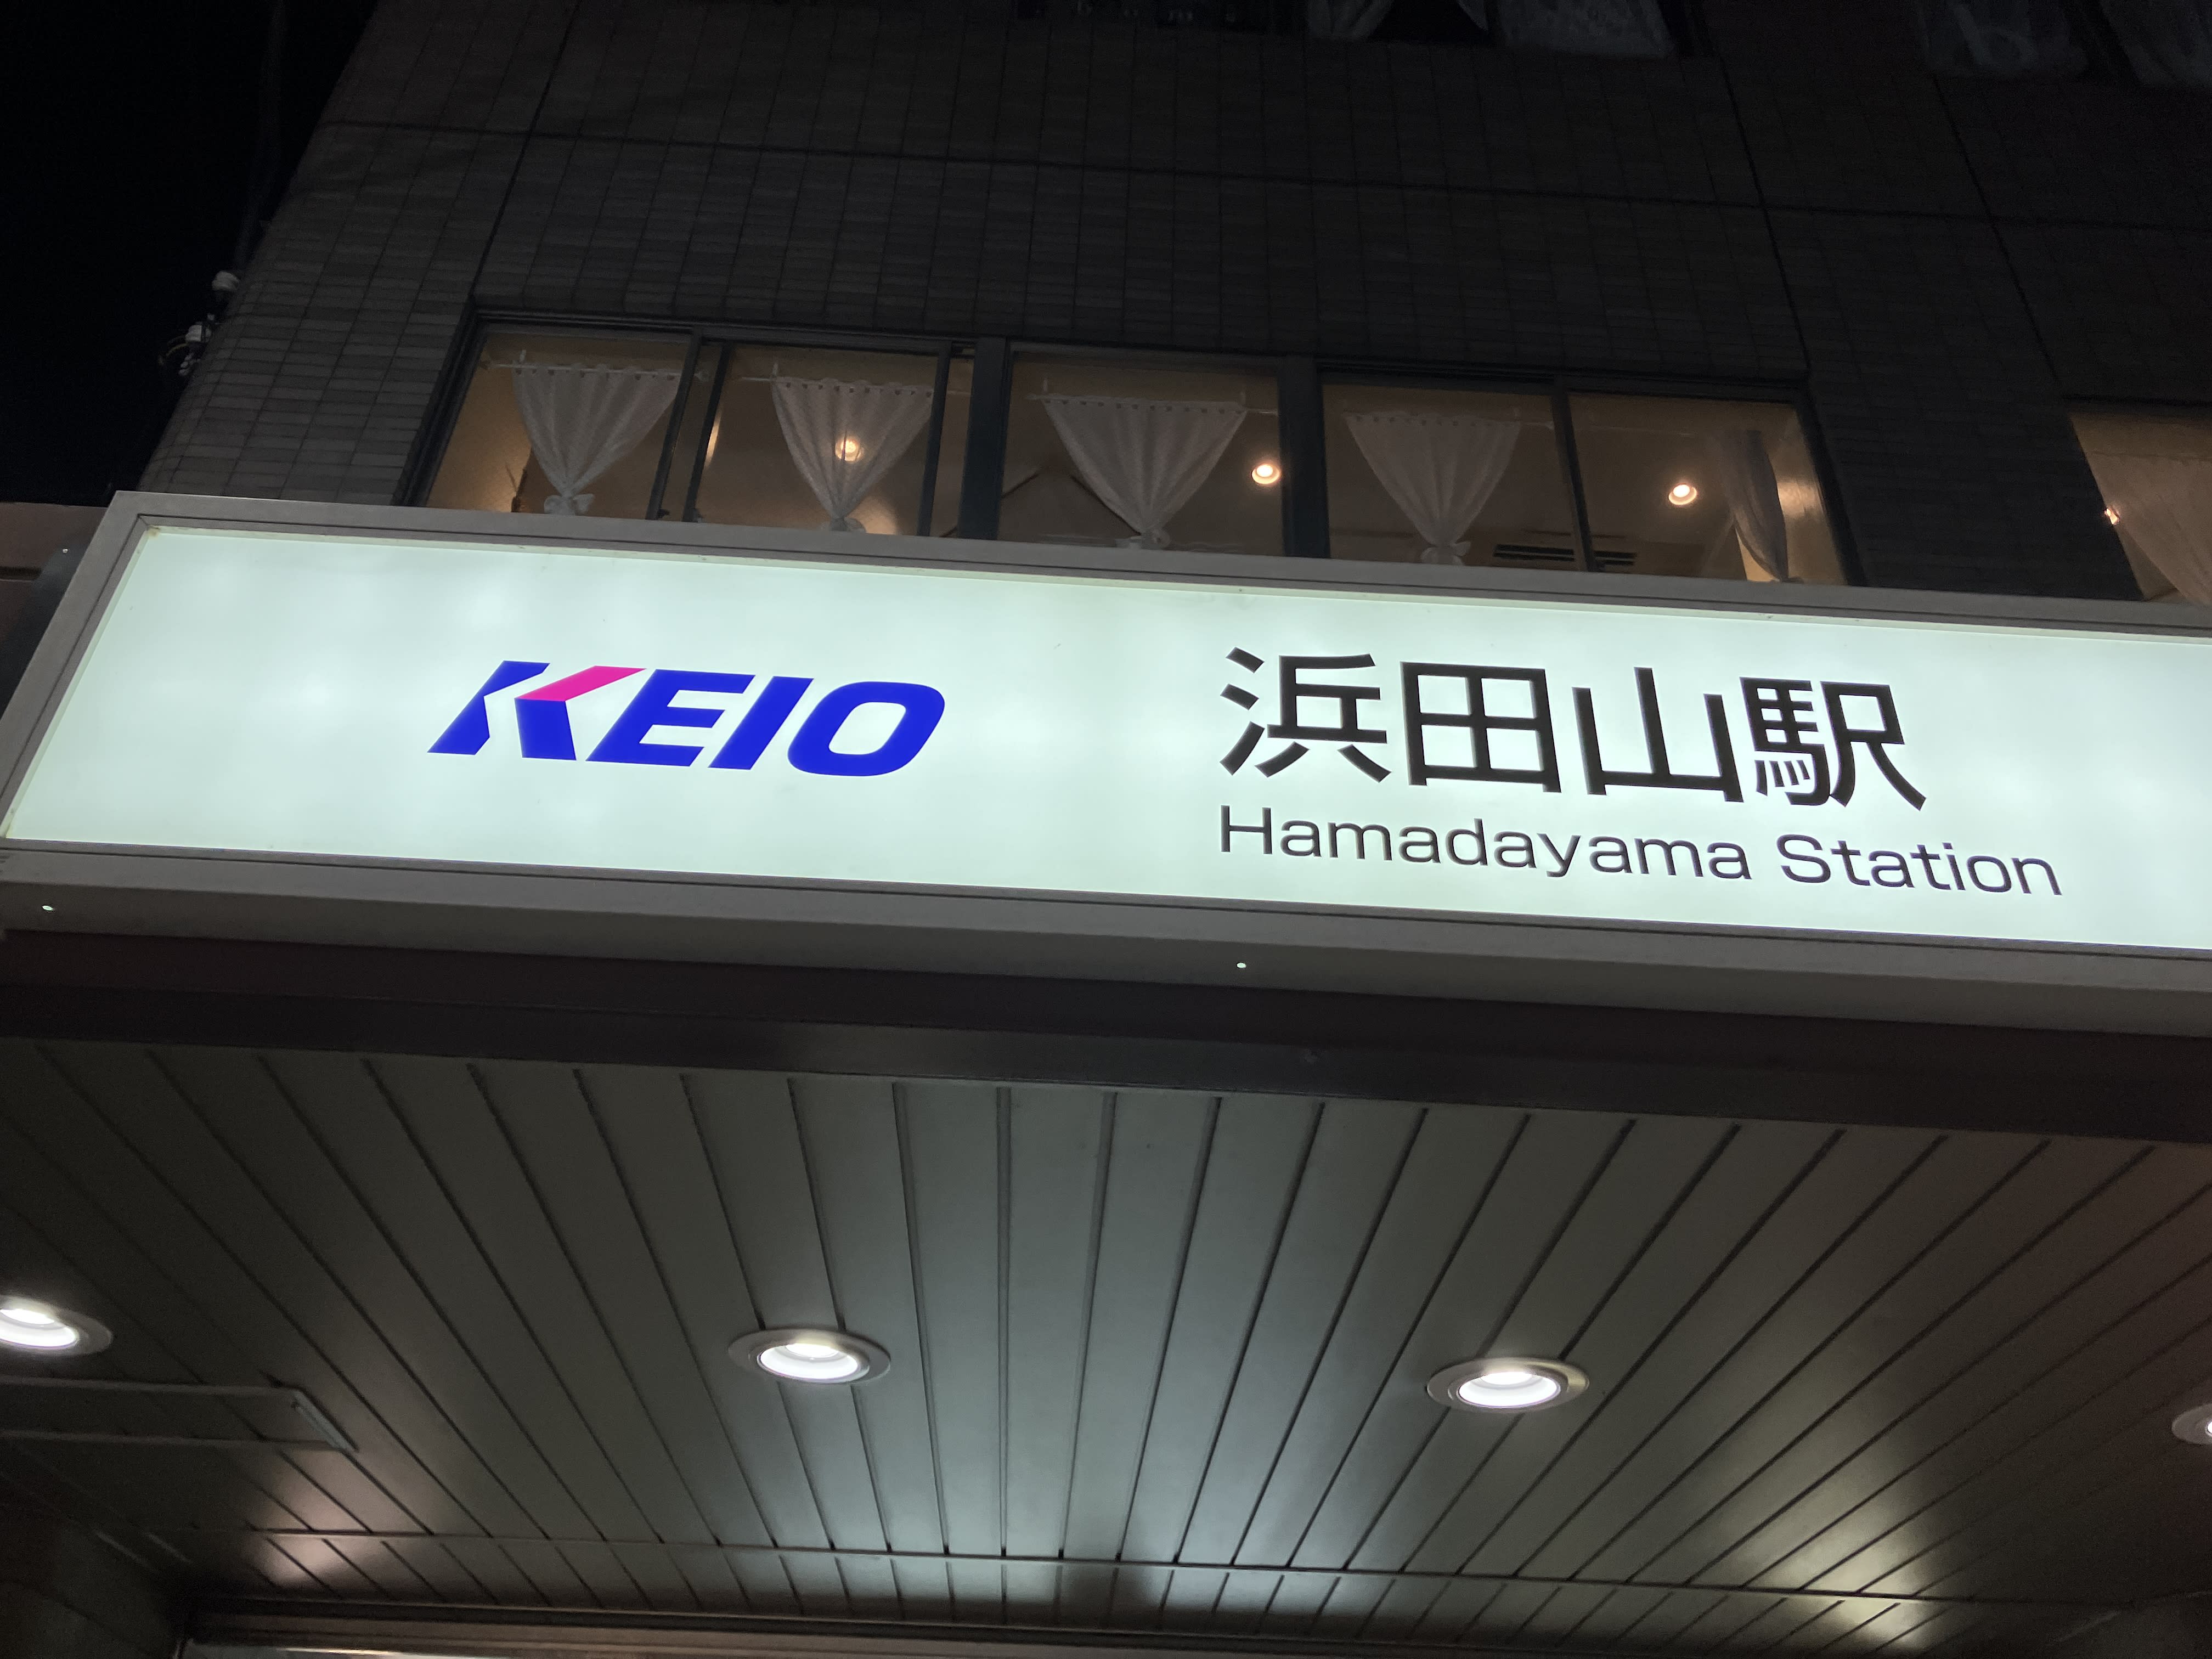 KEIO
浜田山駅
Hamadayama Station